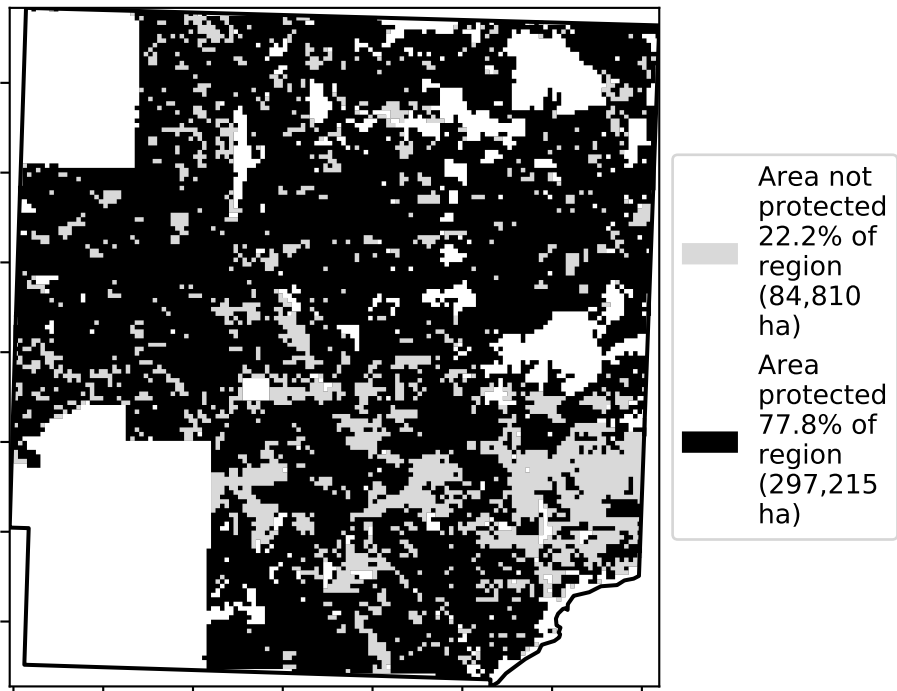 Area not
protected
22.2% of
region
(84,810
ha)
Area
protected
77.8% of
region
(297,215
ha)